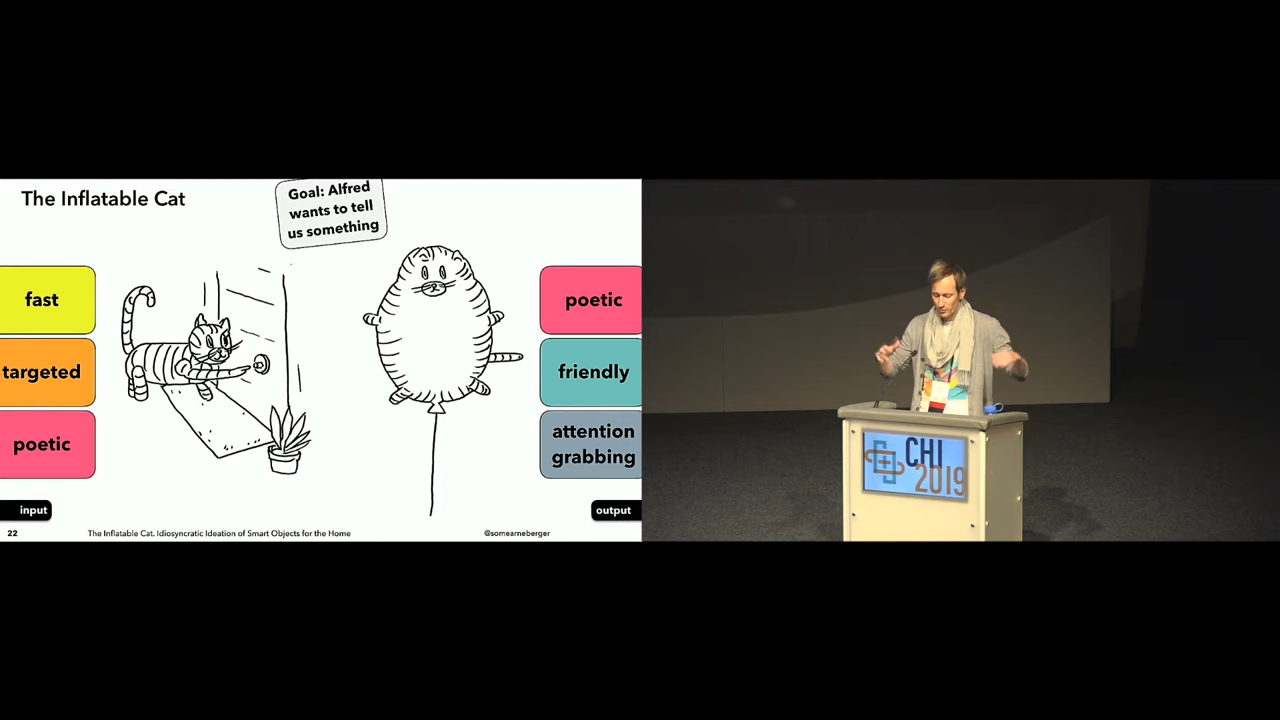 The Inflatable Cat
Goal: Alfred
wants to tell
us something
fast
targeted
poetic
input
poetic
friendly
attention
grabbing
output
22
The Inflatable Cat. Idiosyncratic Ideation of Smart Objects for the Home
@somearneberger
CHI
2019